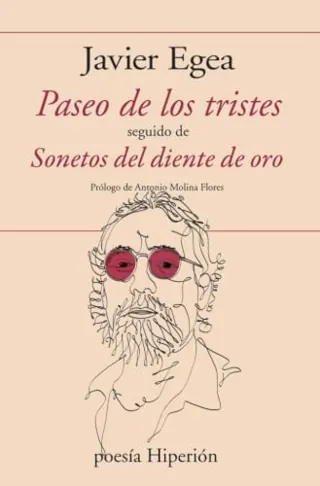 Javier Egea
Paseo de los tristes
seguido de
Sonetos del diente de oro
Prólogo de Antonio Molina Flores
poesía Hiperión